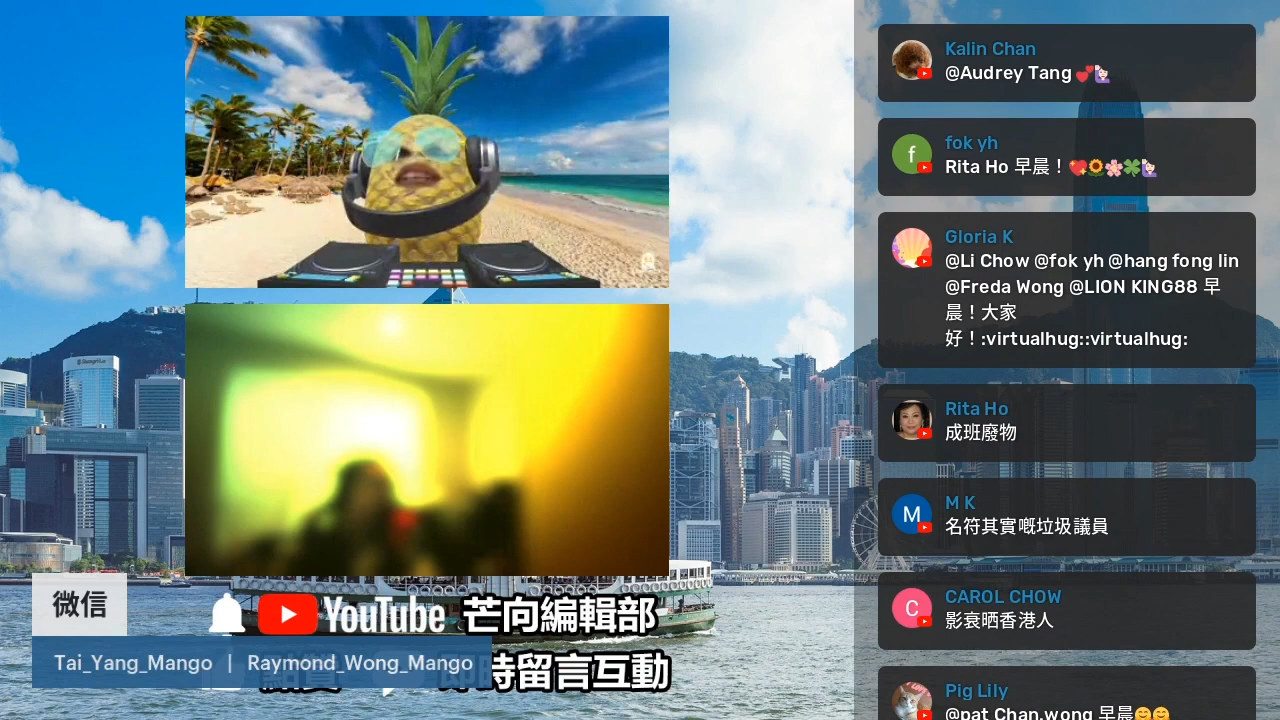 Kalin Chan
@Audrey Tang 💕🙋🏻
fok yh
Rita Ho 早晨！💖🌻🌸🍀🙋🏻
Gloria K
@Li Chow @fok yh @hang fong lin
@Freda Wong @LION KING88 早
晨！大家
好！:virtualhug::virtualhug:
Rita Ho
成班廢物
M K
名符其實嘅垃圾議員
CAROL CHOW
影衰晒香港人
Pig Lily
@pat Chan.wong 早晨🤗🤗
微信
Tai_Yang_Mango | Raymond_Wong_Mango
YouTube 芒向編輯部
即時留言互動